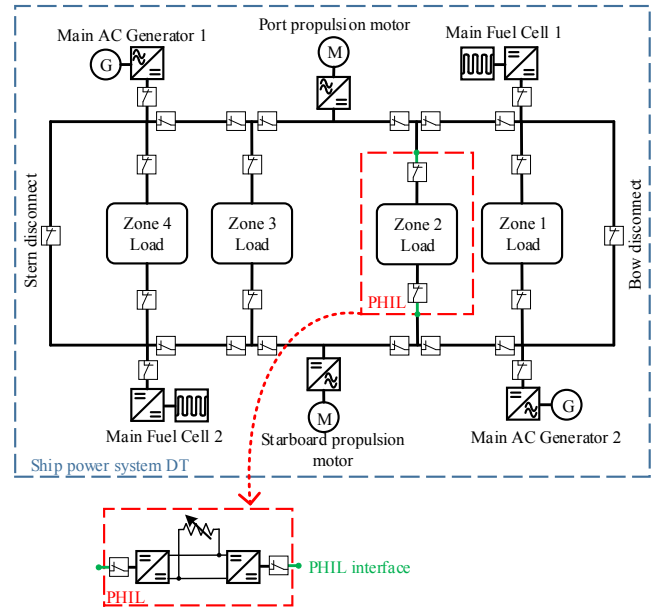 Main AC Generator 1
Port propulsion motor
Main Fuel Cell 1
G
M
Stern disconnect
Zone 4
Load
Zone 3
Load
Zone 2
Load
Zone 1
Load
Bow disconnect
PHIL
Main Fuel Cell 2
M
Starboard propulsion
motor
G
Main AC Generator 2
Ship power system DT
PHIL interface
PHIL